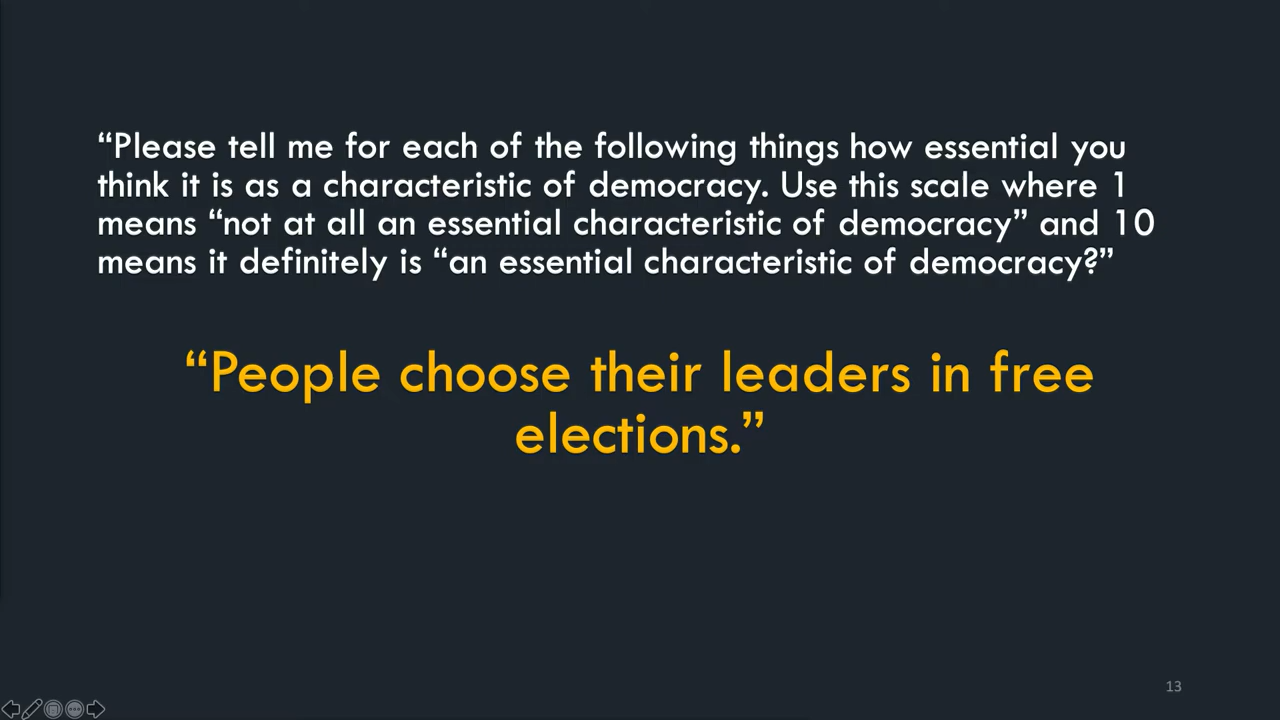 “Please tell me for each of the following things how essential you
think it is as a characteristic of democracy. Use this scale where 1
means “not at all an essential characteristic of democracy” and 10
means it definitely is “an essential characteristic of democracy?”
“People choose their leaders in free
elections.”
13